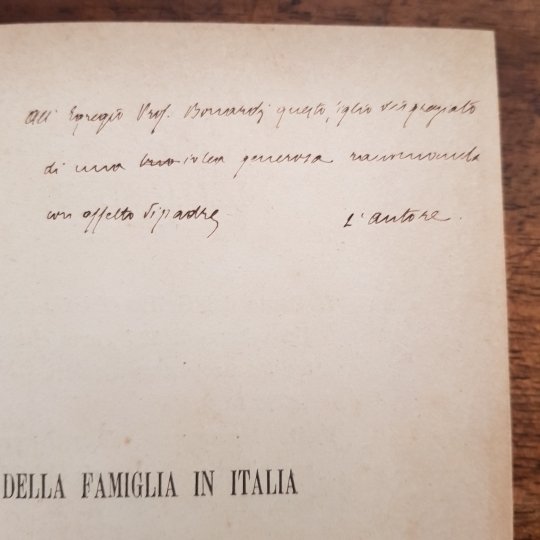 All' Egregio Prof. Bonardi questo figlio disgraziato
di una idea generosa raccomanda
con affetto di padre L'autore.
DELLA FAMIGLIA IN ITALIA